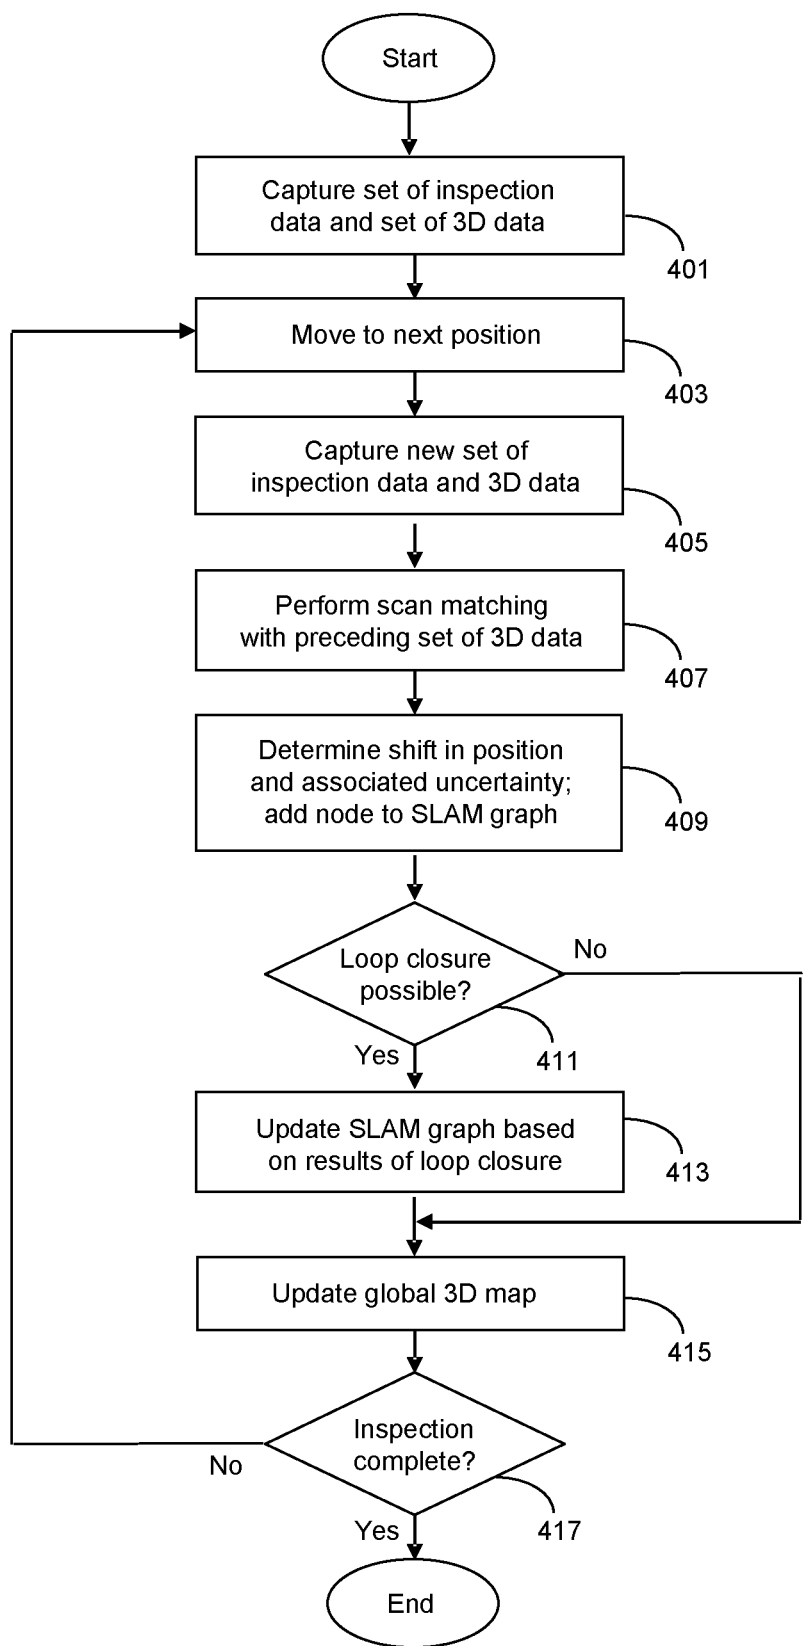 Start
Capture set of inspection
data and set of 3D data
401
Move to next position
403
Capture new set of
inspection data and 3D data
405
Perform scan matching
with preceding set of 3D data
407
Determine shift in position
and associated uncertainty;
add node to SLAM graph
409
Loop closure
possible?
No
411
Yes
Update SLAM graph based
on results of loop closure
413
Update global 3D map
415
Inspection
complete?
No
417
Yes
End